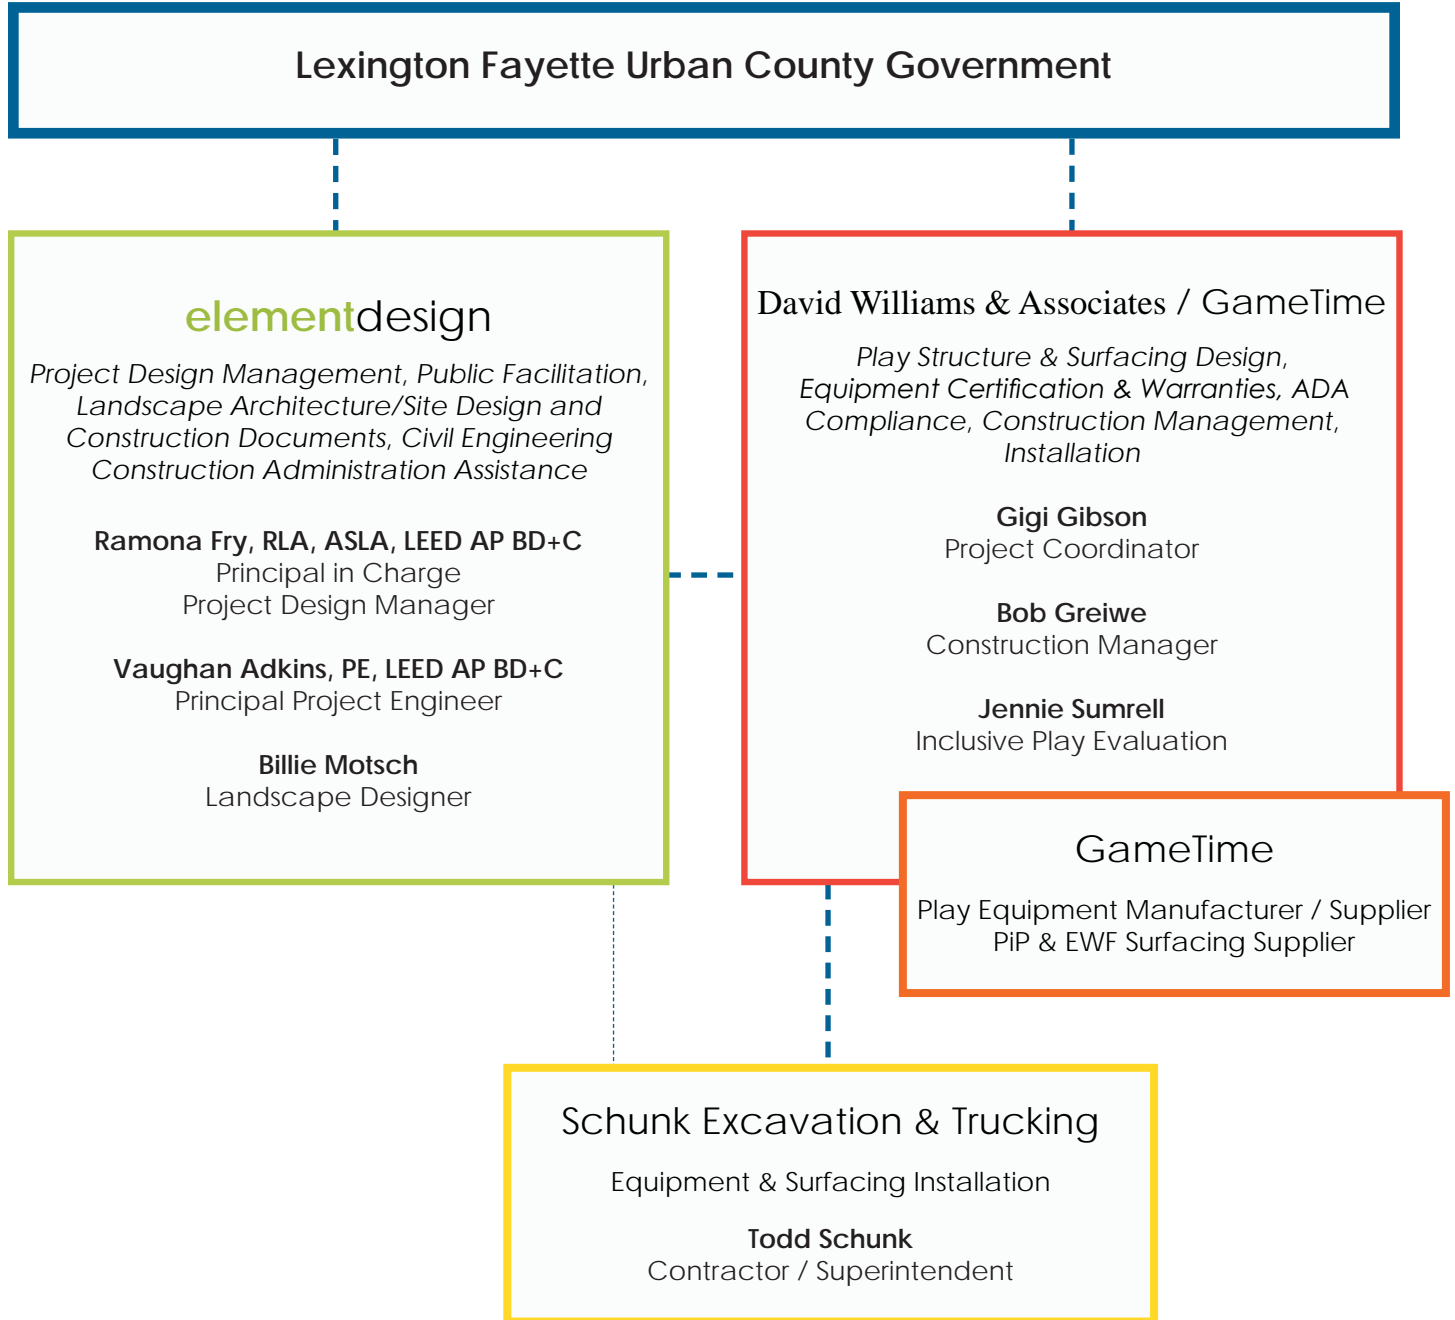 Lexington Fayette Urban County Government
elementdesign
Project Design Management, Public Facilitation,
Landscape Architecture/Site Design and
Construction Documents, Civil Engineering
Construction Administration Assistance
Ramona Fry, RLA, ASLA, LEED AP BD+C
Principal in Charge
Project Design Manager
Vaughan Adkins, PE, LEED AP BD+C
Principal Project Engineer
Billie Motsch
Landscape Designer
David Williams & Associates / GameTime
Play Structure & Surfacing Design,
Equipment Certification & Warranties, ADA
Compliance, Construction Management,
Installation
Gigi Gibson
Project Coordinator
Bob Greiwe
Construction Manager
Jennie Sumrell
Inclusive Play Evaluation
GameTime
Play Equipment Manufacturer / Supplier
PiP & EWF Surfacing Supplier
Schunk Excavation & Trucking
Equipment & Surfacing Installation
Todd Schunk
Contractor / Superintendent